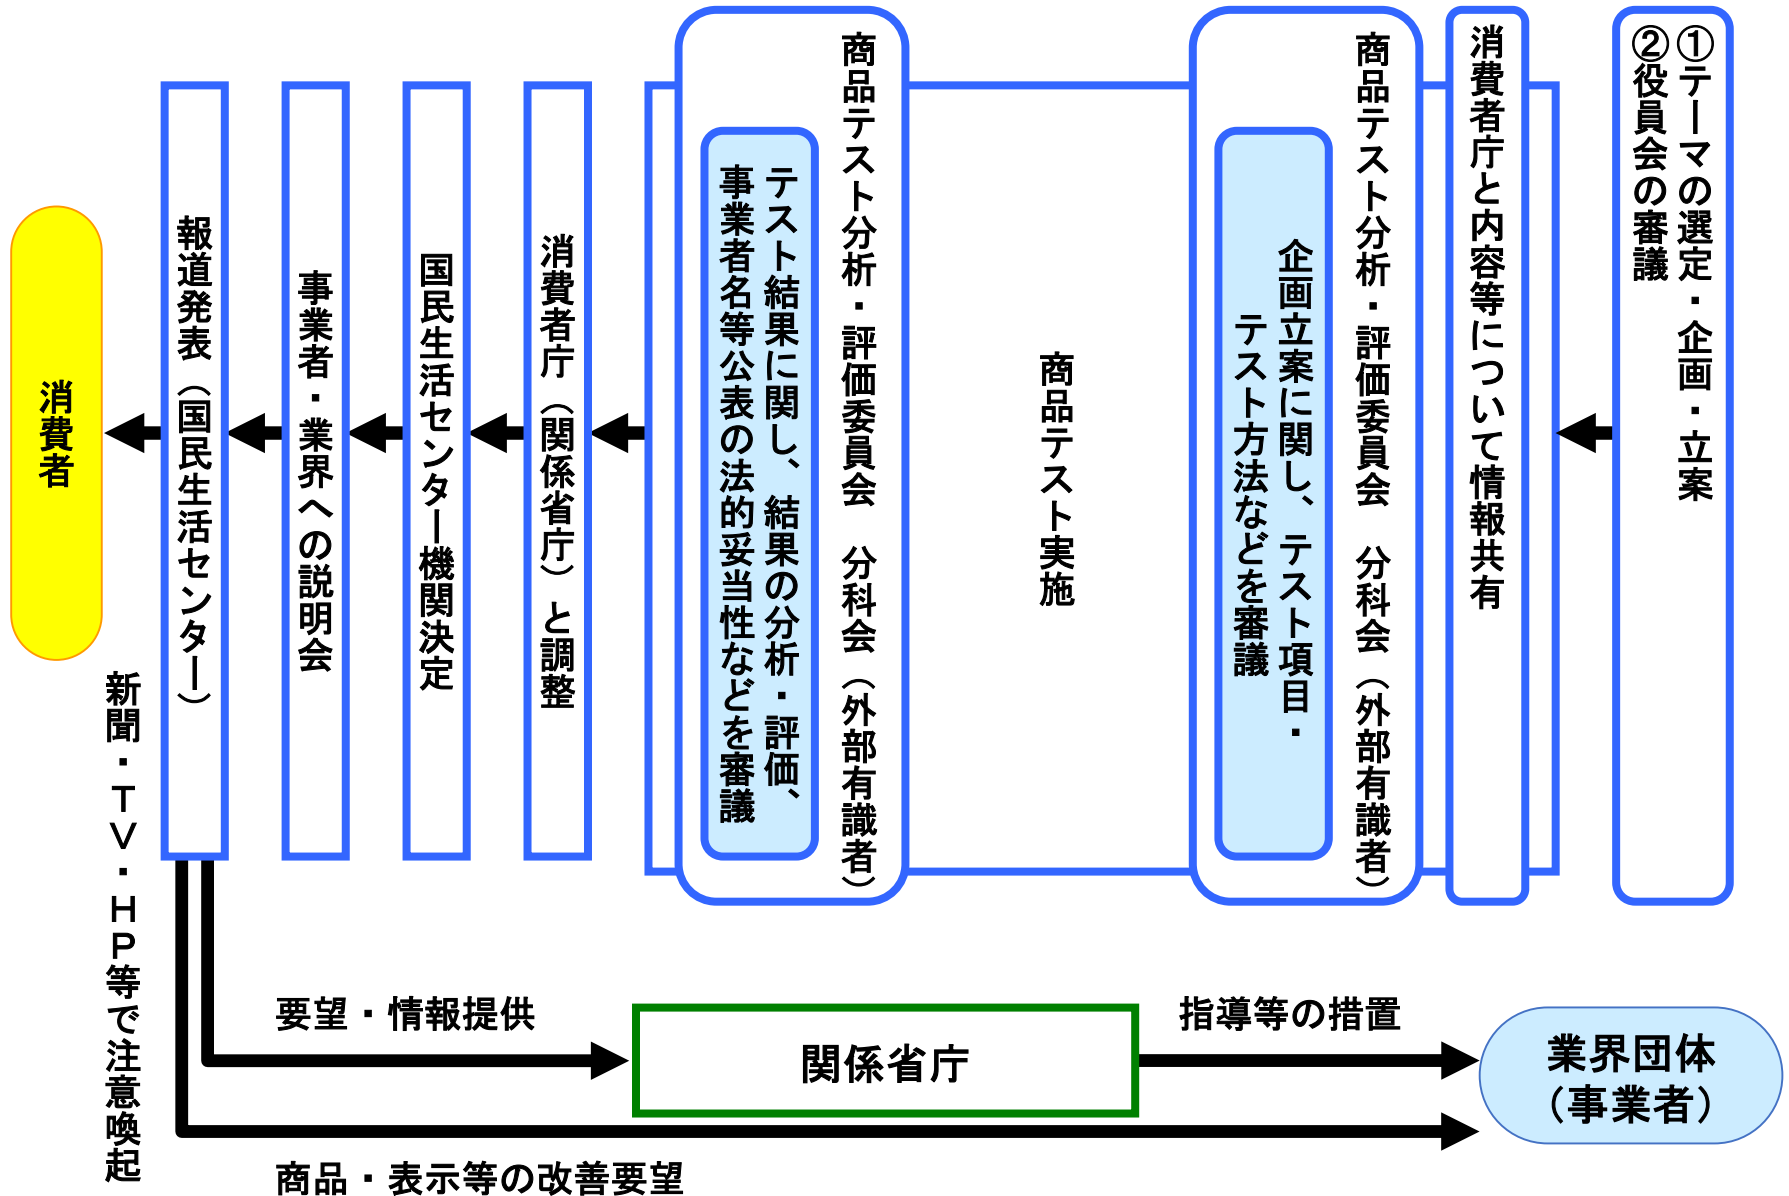 ①テーマの選定・企画・立案
②役員会の審議
消費者庁と内容等について情報共有
商品テスト分析・評価委員会　分科会（外部有識者）
企画立案に関し、テスト項目・
テスト方法などを審議
商品テスト実施
商品テスト分析・評価委員会　分科会（外部有識者）
テスト結果に関し、結果の分析・評価、
事業者名等公表の法的妥当性などを審議
消費者庁（関係省庁）と調整
国民生活センター機関決定
事業者・業界への説明会
報道発表（国民生活センター）
消費者
新聞・ＴＶ・ＨＰ等で注意喚起
要望・情報提供
関係省庁
指導等の措置
業界団体
（事業者）
商品・表示等の改善要望